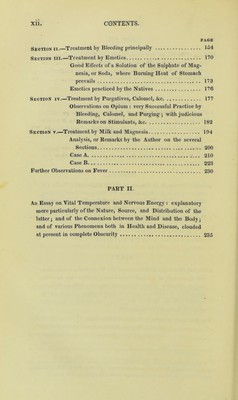 xii. CONTENTS.
PAGE
SECTION II.—Treatment by Bleeding principally ................ 154
SECTION III.—Treatment by Emetics ........................ 170
Good Effects of a Solution of the Sulphate of Mag-
nesia, or Soda, where Burning Heat of Stomach
prevails .................................. 173
Emetics practised by the Natives ................ 176
SECTION IV.—Treatment by Purgatives, Calomel, &c. ............ 177
Observations on Opium : very Successful Practice by
Bleeding, Calomel, and Purging ; with judicious
Remarks on Stimulants, &c. .................... 182
SECTION V.—Treatment by Milk and Magnesia .................. 194
Analysis, or Remarks by the Author on the several
Sections .................................. 200
Case A. .................................. 210
Case B. .................................. 223
Further Observations on Fever .............................. 230
PART II.
An Essay on Vital Temperature and Nervous Energy : explanatory
more particularly of the Nature, Source, and Distribution of the
latter ; and of the Connexion between the Mind and the Body ;
and of various Phenomena both in Health and Disease, clouded
at present in complete Obscurity .......................... 235